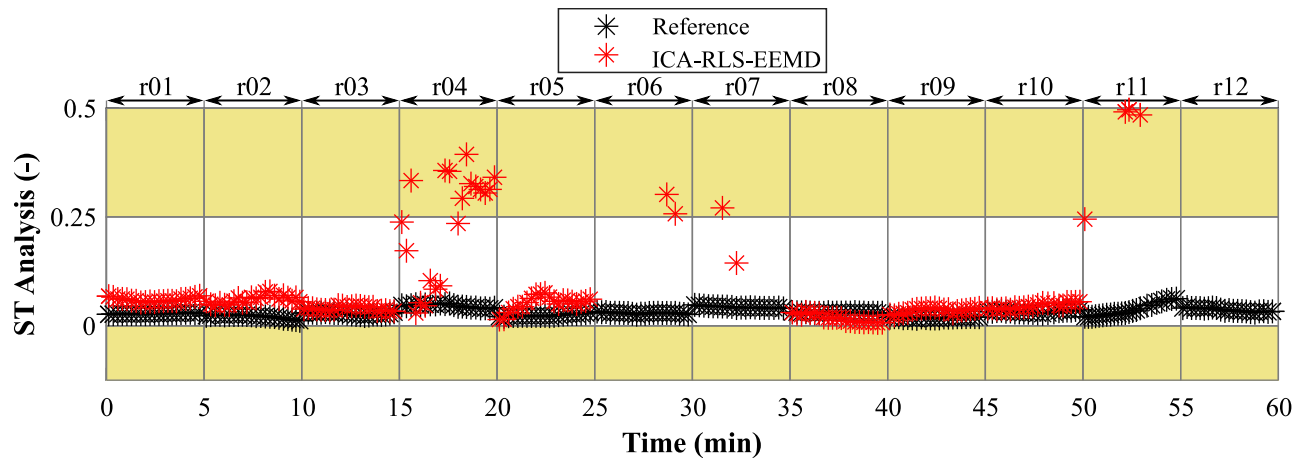 Reference
ICA-RLS-EEMD
r01 r02 r03 r04 r05 r06 r07 r08 r09 r10 r11 r12
0.5
0.25
0
ST Analysis (-)
0 5 10 15 20 25 30 35 40 45 50 55 60
Time (min)